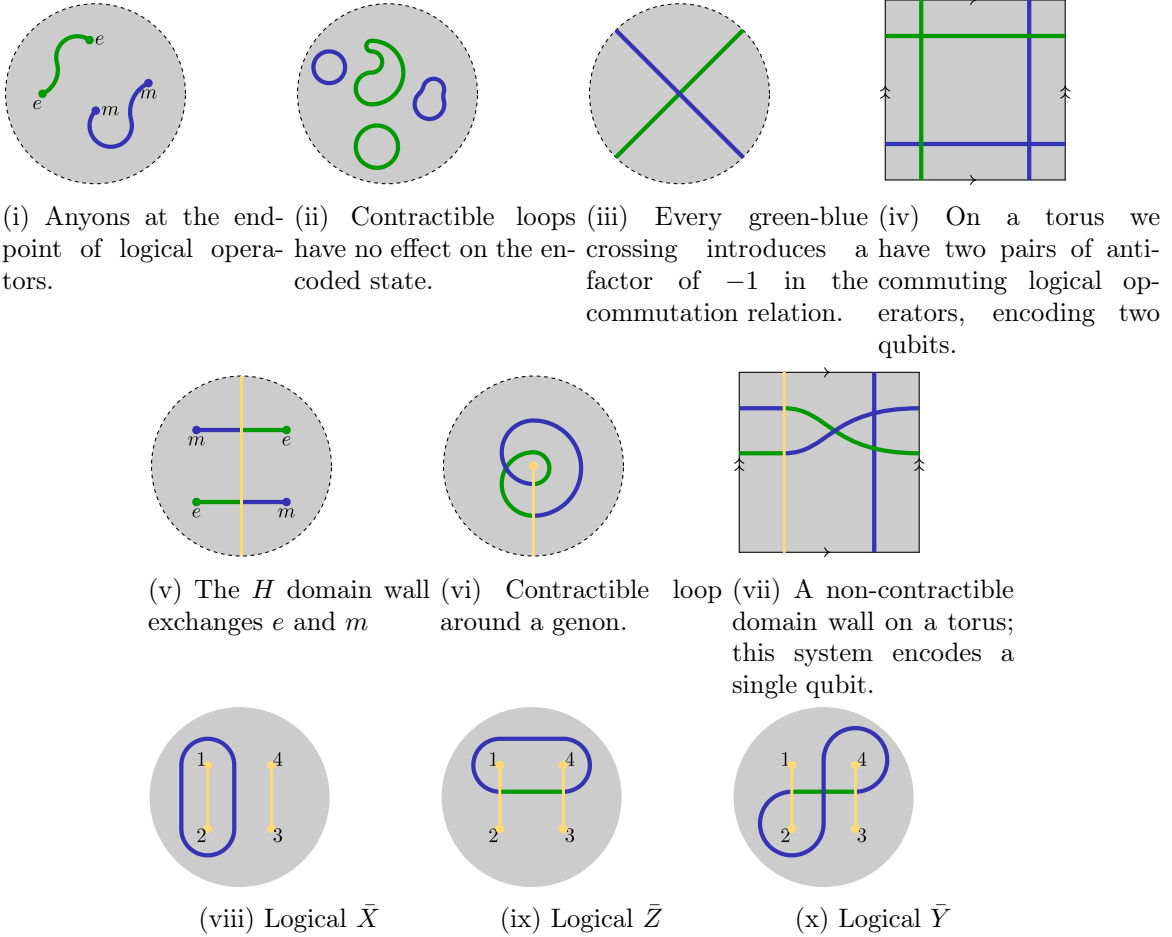 e
e
m
m
(i) Anyons at the end-
point of logical opera-
tors.
(ii) Contractible loops
have no effect on the en-
coded state.
(iii) Every green-blue
crossing introduces a
factor of −1 in the
commutation relation.
(iv) On a torus we
have two pairs of anti-
commuting logical op-
erators, encoding two
qubits.
m
e
e
m
(v) The H domain wall
exchanges e and m
(vi) Contractible loop
around a genon.
(vii) A non-contractible
domain wall on a torus;
this system encodes a
single qubit.
1 4
2 3
(viii) Logical X̄
1 4
2 3
(ix) Logical Z̄
1 4
2 3
(x) Logical Ȳ